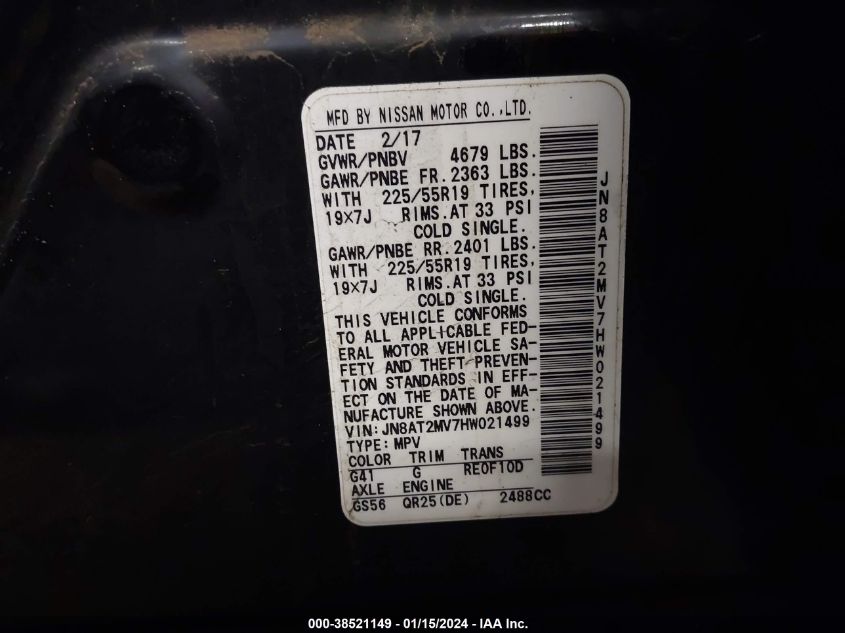 MFD BY NISSAN MOTOR CO.,LTD.
DATE 2/17
GVWR/PNBV 4679 LBS.
GAWR/PNBE FR. 2363 LBS.
WITH 225/55R19 TIRES,
19X7J RIMS. AT 33 PSI
COLD SINGLE.
GAWR/PNBE RR. 2401 LBS.
WITH 225/55R19 TIRES,
19X7J RIMS. AT 33 PSI
COLD SINGLE.
THIS VEHICLE CONFORMS
TO ALL APPLICABLE FED-
ERAL MOTOR VEHICLE SA-
FETY AND THEFT PREVEN-
TION STANDARDS IN EFF-
ECT ON THE DATE OF MA-
NUFACTURE SHOWN ABOVE.
VIN: JN8AT2MV7HW021499
TYPE: MPV
COLOR TRIM TRANS
G41 G RE0F10D
AXLE ENGINE
GS56 QR25(DE) 2488CC
JN8AT2MV7HW021499
000-38521149 - 01/15/2024 - IAA Inc.